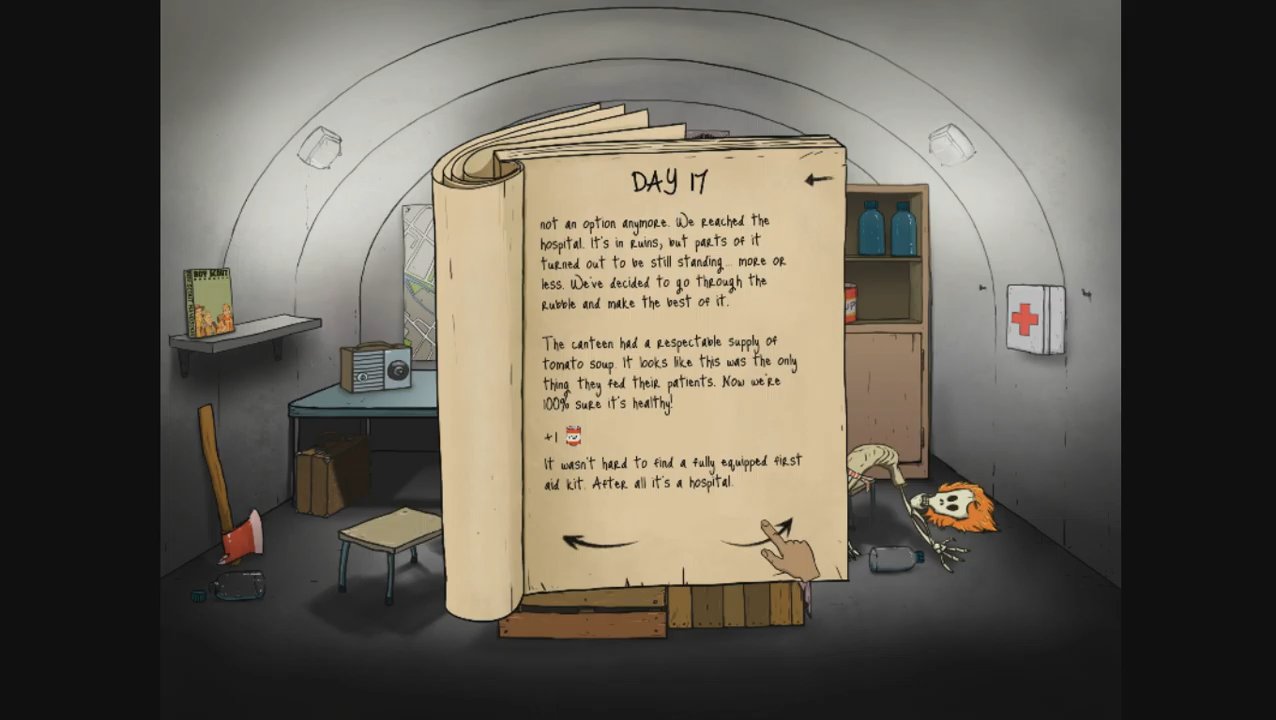 DAY 17
not an option anymore. We reached the
hospital. It's in ruins, but parts of it
turned out to be still standing... more or
less. We've decided to go through the
rubble and make the best of it.
The canteen had a respectable supply of
tomato soup. It looks like this was the only
thing they fed their patients. Now we're
100% sure it's healthy!
+1
It wasn't hard to find a fully equipped first
aid kit. After all it's a hospital.
BOY SCOUT